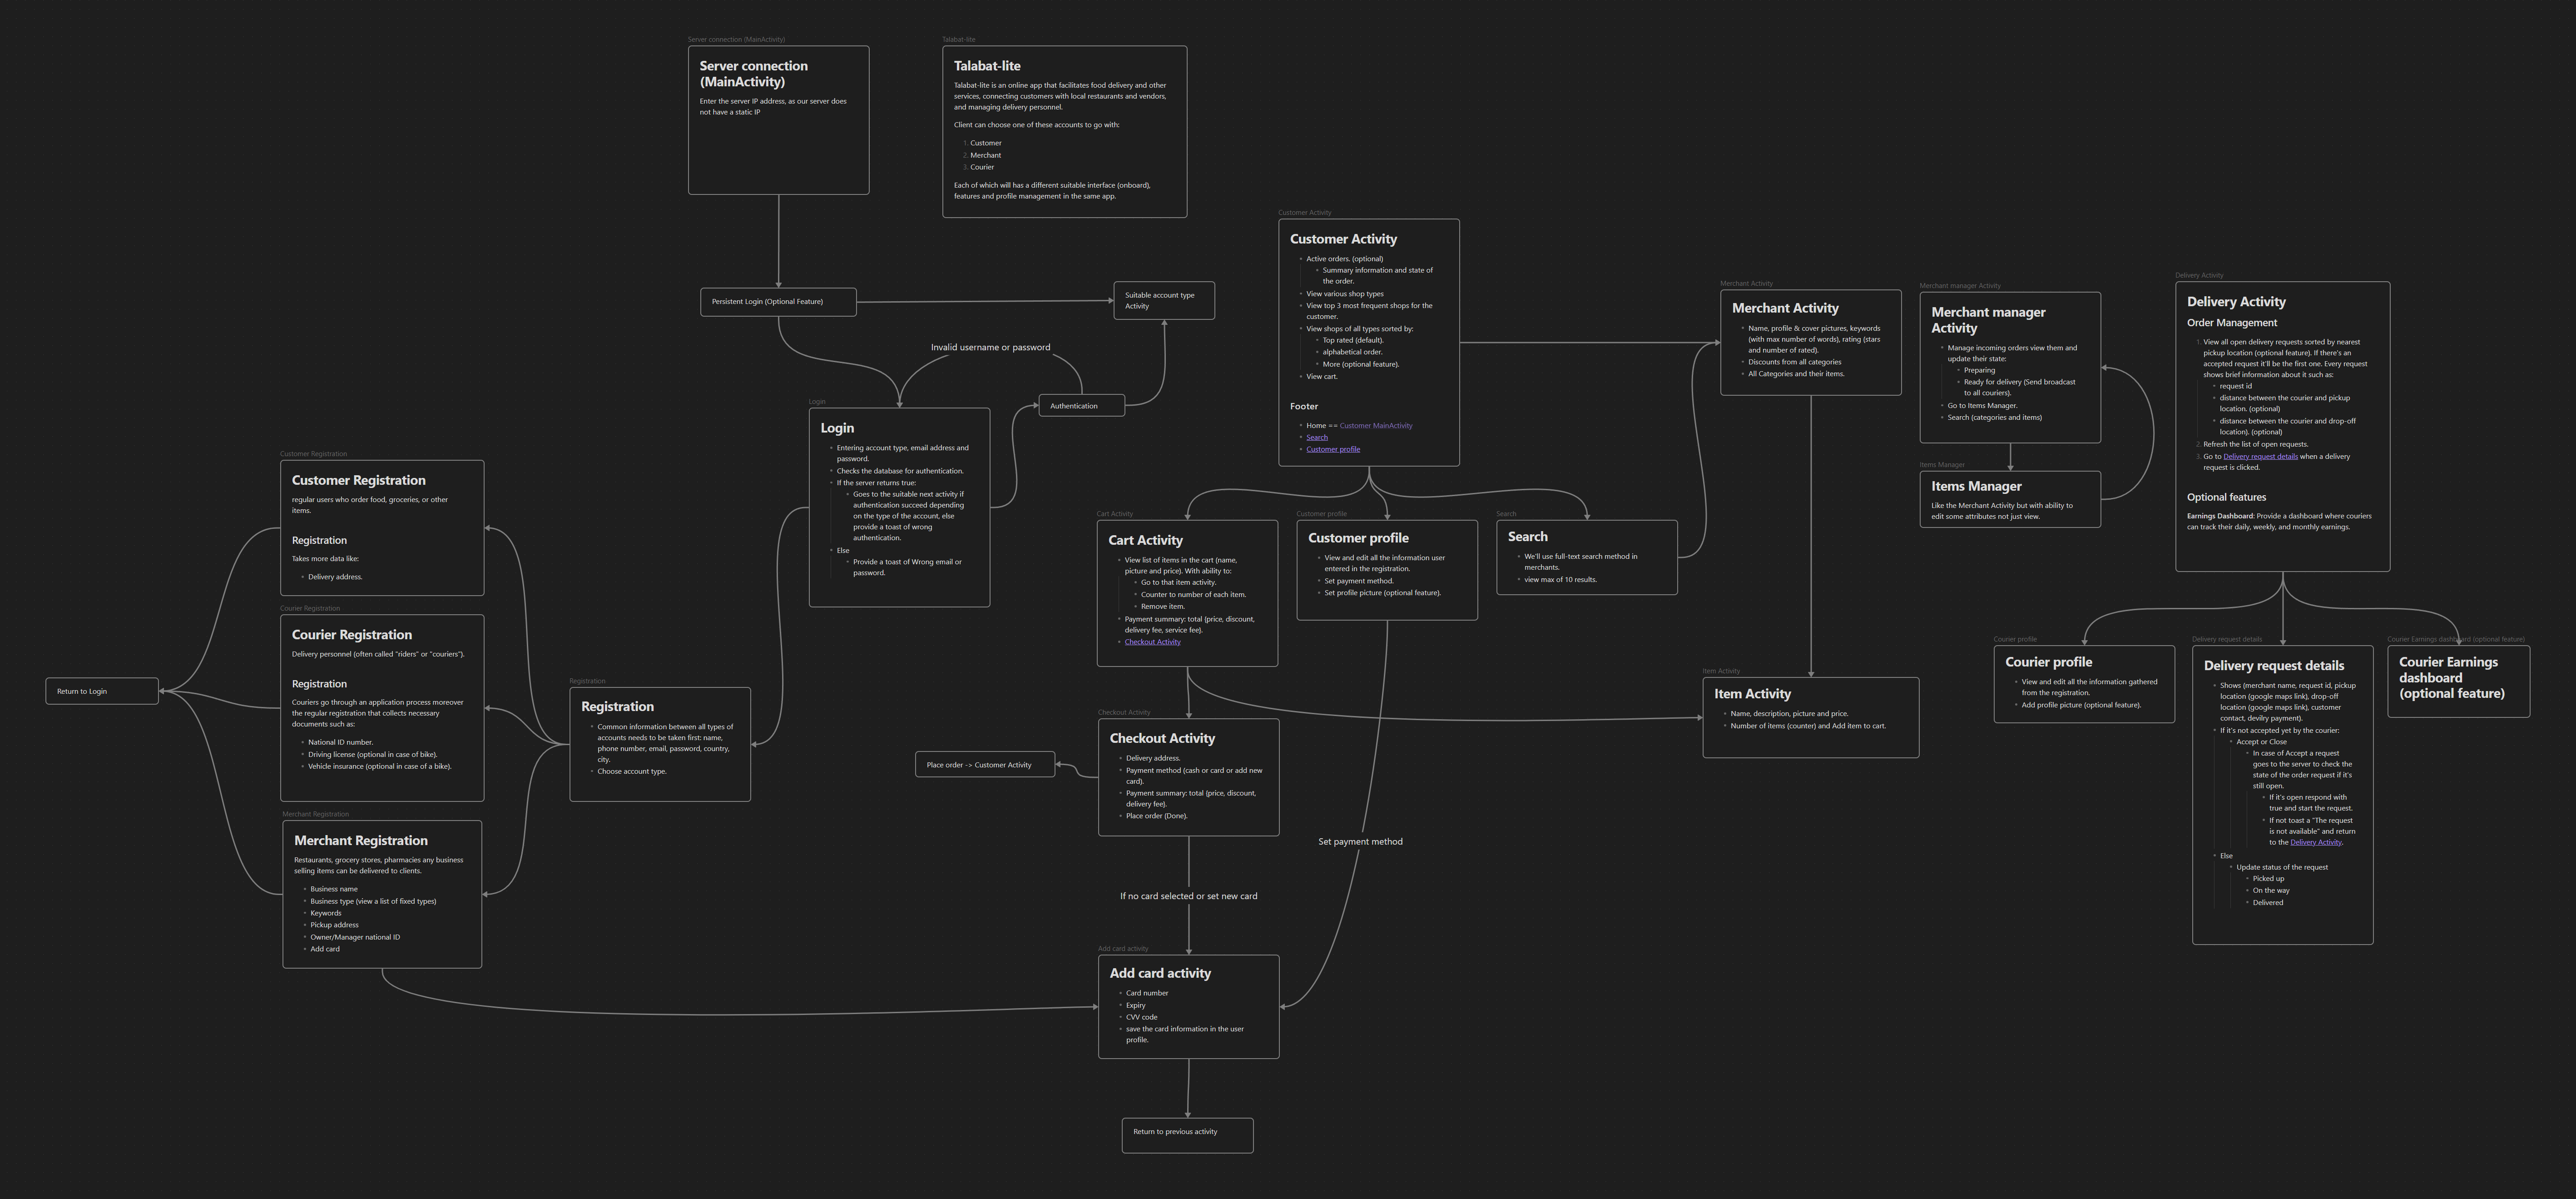 Server connection (MainActivity)
Server connection
(MainActivity)
Enter the server IP address, as our server does
not have a static IP
Talabat-lite
Talabat-lite
Talabat-lite is an online app that facilitates food delivery and other
services, connecting customers with local restaurants and vendors,
and managing delivery personnel.
Client can choose one of these accounts to go with:
1. Customer
2. Merchant
3. Courier
Each of which will has a different suitable interface (onboard),
features and profile management in the same app.
Persistent Login (Optional Feature)
Suitable account type
Activity
Invalid username or password
Authentication
Login
Login
Entering account type, email address and
password.
Checks the database for authentication.
If the server returns true:
Goes to the suitable next activity if
authentication succeed depending
on the type of the account, else
provide a toast of wrong
authentication.
Else
Provide a toast of Wrong email or
password.
Customer Registration
Customer Registration
regular users who order food, groceries, or other
items.
Registration
Takes more data like:
Delivery address.
Courier Registration
Courier Registration
Delivery personnel (often called "riders" or "couriers").
Registration
Couriers go through an application process moreover
the regular registration that collects necessary
documents such as:
National ID number.
Driving license (optional in case of bike).
Vehicle insurance (optional in case of a bike).
Merchant Registration
Merchant Registration
Restaurants, grocery stores, pharmacies any business
selling items can be delivered to clients.
Business name
Business type (view a list of fixed types)
Keywords
Pickup address
Owner/Manager national ID
Add card
Return to Login
Registration
Registration
Common information between all types of
accounts needs to be taken first: name,
phone number, email, password, country,
city.
Choose account type.
Customer Activity
Customer Activity
Active orders. (optional)
Summary information and state of
the order.
View various shop types
View top 3 most frequent shops for the
customer.
View shops of all types sorted by:
Top rated (default).
alphabetical order.
More (optional feature).
View cart.
Footer
Home == Customer MainActivity
Search
Customer profile
Cart Activity
Cart Activity
View list of items in the cart (name,
picture and price). With ability to:
Go to that item activity.
Counter to number of each item.
Remove item.
Payment summary: total (price, discount,
delivery fee, service fee).
Checkout Activity
Customer profile
Customer profile
View and edit all the information user
entered in the registration.
Set payment method.
Set profile picture (optional feature).
Search
Search
We'll use full-text search method in
merchants.
view max of 10 results.
Checkout Activity
Checkout Activity
Delivery address.
Payment method (cash or card or add new
card).
Payment summary: total (price, discount,
delivery fee).
Place order (Done).
Place order -> Customer Activity
If no card selected or set new card
Set payment method
Add card activity
Add card activity
Card number
Expiry
CVV code
save the card information in the user
profile.
Return to previous activity
Merchant Activity
Merchant Activity
Name, profile & cover pictures, keywords
(with max number of words), rating (stars
and number of rated).
Discounts from all categories
All Categories and their items.
Item Activity
Item Activity
Name, description, picture and price.
Number of items (counter) and Add item to cart.
Merchant manager Activity
Merchant manager
Activity
Manage incoming orders view them and
update their state:
Preparing
Ready for delivery (Send broadcast
to all couriers).
Go to Items Manager.
Search (categories and items)
Items Manager
Items Manager
Like the Merchant Activity but with ability to
edit some attributes not just view.
Delivery Activity
Delivery Activity
Order Management
1. View all open delivery requests sorted by nearest
pickup location (optional feature). If there's an
accepted request it'll be the first one. Every request
shows brief information about it such as:
request id
distance between the courier and pickup
location. (optional)
distance between the courier and drop-off
location). (optional)
2. Refresh the list of open requests.
3. Go to Delivery request details when a delivery
request is clicked.
Optional features
Earnings Dashboard: Provide a dashboard where couriers
can track their daily, weekly, and monthly earnings.
Courier profile
Courier profile
View and edit all the information gathered
from the registration.
Add profile picture (optional feature).
Delivery request details
Delivery request details
Shows (merchant name, request id, pickup
location (google maps link), drop-off
location (google maps link), customer
contact, devilry payment).
If it's not accepted yet by the courier:
Accept or Close
In case of Accept a request
goes to the server to check the
state of the order request if it's
still open.
If it's open respond with
true and start the request.
If not toast a "The request
is not available" and return
to the Delivery Activity.
Else
Update status of the request
Picked up
On the way
Delivered
Courier Earnings dashboard (optional feature)
Courier Earnings
dashboard
(optional feature)